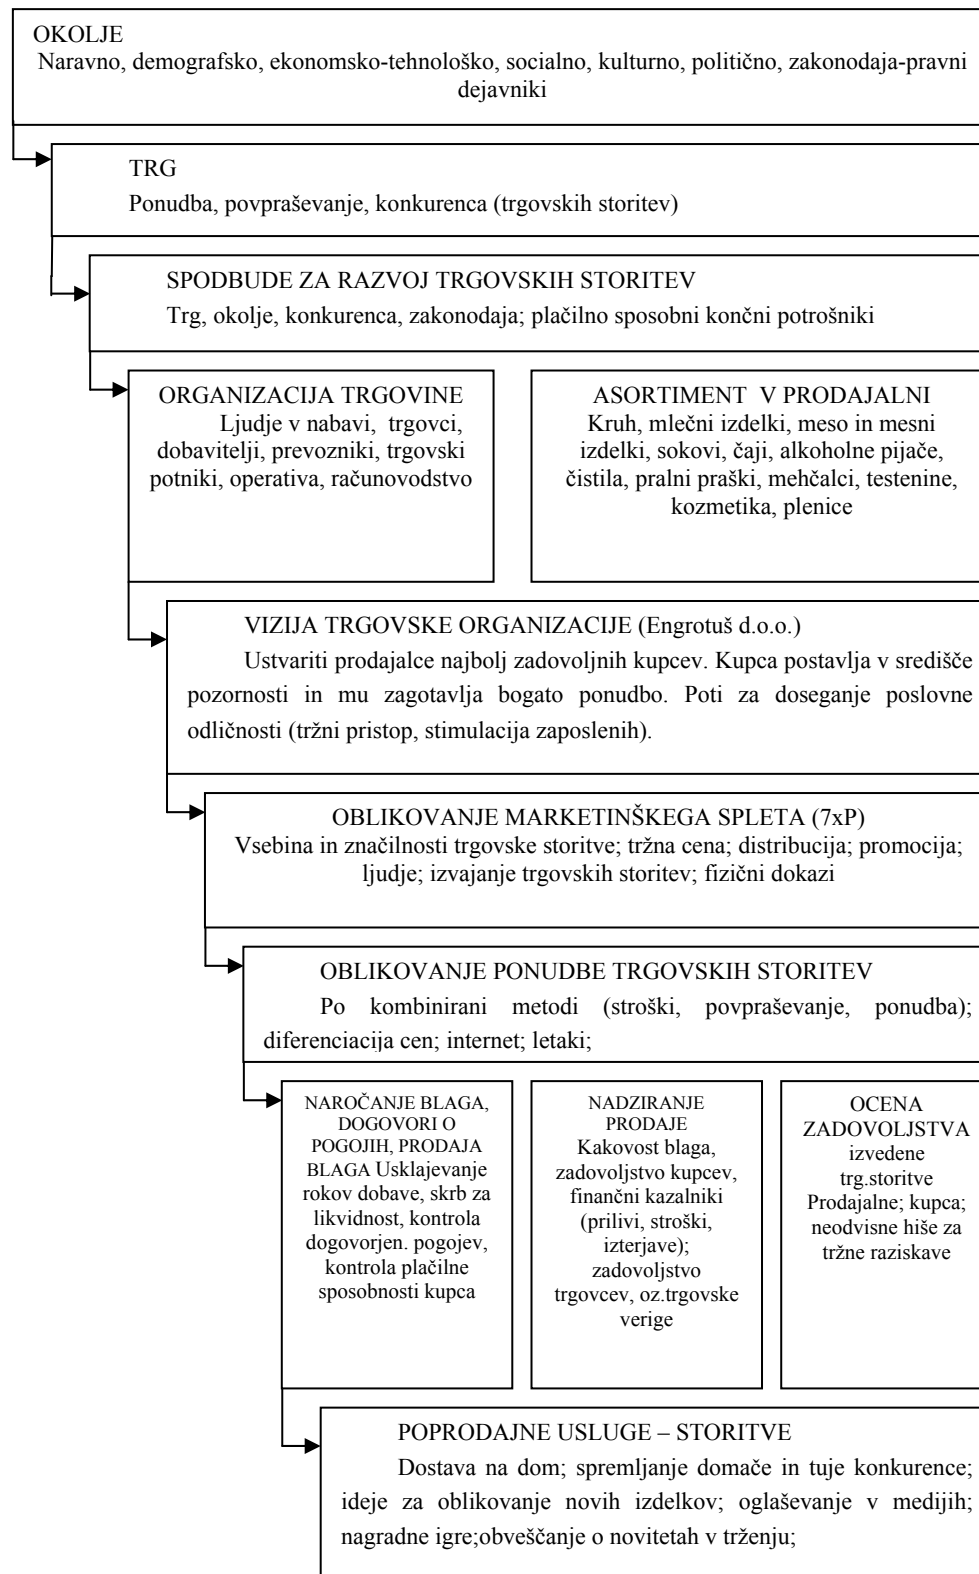 OKOLJE
Naravno, demografsko, ekonomsko-tehnološko, socialno, kulturno, politično, zakonodaja-pravni
dejavniki
TRG
Ponudba, povpraševanje, konkurenca (trgovskih storitev)
SPODBUDE ZA RAZVOJ TRGOVSKIH STORITEV
Trg, okolje, konkurenca, zakonodaja; plačilno sposobni končni potrošniki
ORGANIZACIJA TRGOVINE
Ljudje v nabavi, trgovci,
dobavitelji, prevozniki, trgovski
potniki, operativa, računovodstvo
ASORTIMENT V PRODAJALNI
Kruh, mlečni izdelki, meso in mesni
izdelki, sokovi, čaji, alkoholne pijače,
čistila, pralni praški, mehčalci, testenine,
kozmetika, plenice
VIZIJA TRGOVSKE ORGANIZACIJE (Engrotuš d.o.o.)
Ustvariti prodajalce najbolj zadovoljnih kupcev. Kupca postavlja v središče
pozornosti in mu zagotavlja bogato ponudbo. Poti za doseganje poslovne
odličnosti (tržni pristop, stimulacija zaposlenih).
OBLIKOVANJE MARKETINŠKEGA SPLETA (7xP)
Vsebina in značilnosti trgovske storitve; tržna cena; distribucija; promocija;
ljudje; izvajanje trgovskih storitev; fizični dokazi
OBLIKOVANJE PONUDBE TRGOVSKIH STORITEV
Po kombinirani metodi (stroški, povpraševanje, ponudba);
diferenciacija cen; internet; letaki;
NAROČANJE BLAGA,
DOGOVORI O
POGOJIH, PRODAJA
BLAGA Usklajevanje
rokov dobave, skrb za
likvidnost, kontrola
dogovorjen. pogojev,
kontrola plačilne
sposobnosti kupca
NADZIRANJE
PRODAJE
Kakovost blaga,
zadovoljstvo kupcev,
finančni kazalniki
(prilivi, stroški,
izterjave);
zadovoljstvo
trgovcev, oz.trgovske
verige
OCENA
ZADOVOLJSTVA
izvedene
trg.storitve
Prodajalne; kupca;
neodvisne hiše za
tržne raziskave
POPRODAJNE USLUGE – STORITVE
Dostava na dom; spremljanje domače in tuje konkurence;
ideje za oblikovanje novih izdelkov; oglaševanje v medijih;
nagradne igre;obveščanje o novitetah v trženju;